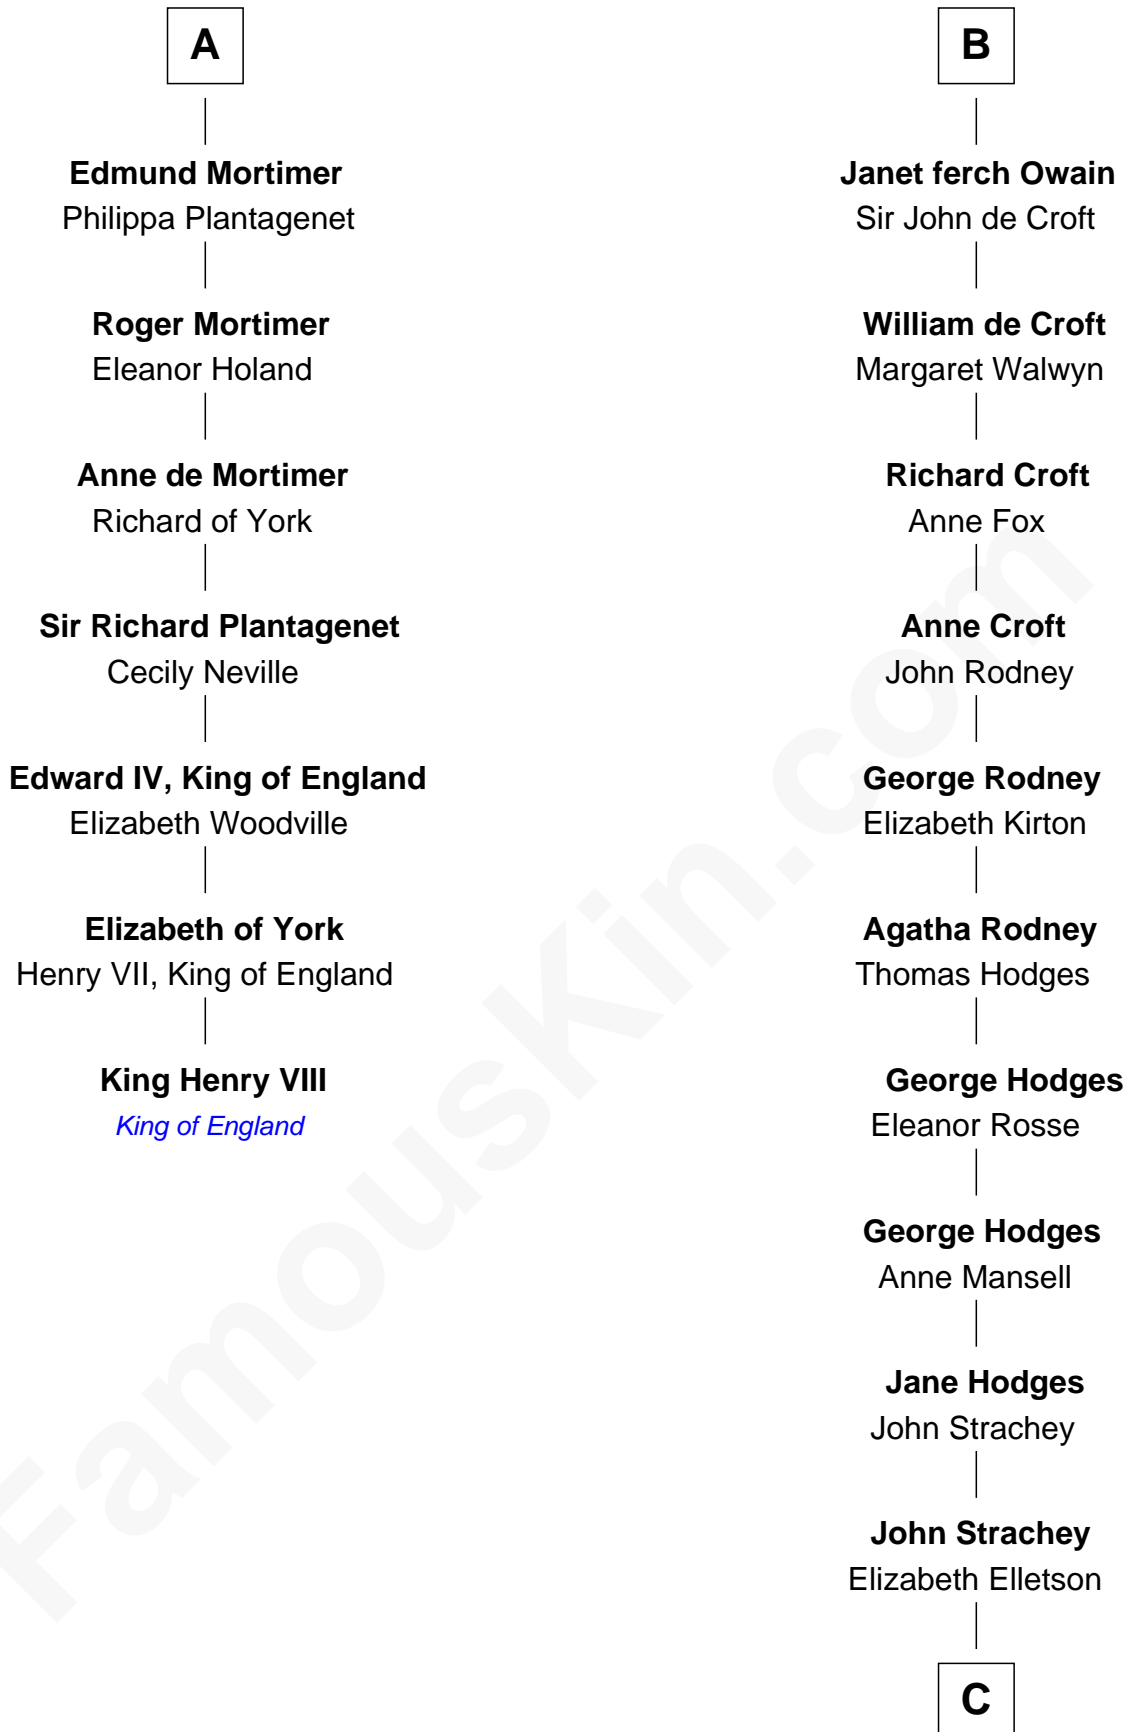 A
Edmund Mortimer
Philippa Plantagenet
Roger Mortimer
Eleanor Holand
Anne de Mortimer
Richard of York
Sir Richard Plantagenet
Cecily Neville
Edward IV, King of England
Elizabeth Woodville
Elizabeth of York
Henry VII, King of England
King Henry VIII
King of England
B
Janet ferch Owain
Sir John de Croft
William de Croft
Margaret Walwyn
Richard Croft
Anne Fox
Anne Croft
John Rodney
George Rodney
Elizabeth Kirton
Agatha Rodney
Thomas Hodges
George Hodges
Eleanor Rosse
George Hodges
Anne Mansell
Jane Hodges
John Strachey
John Strachey
Elizabeth Elletson
C
FamousKin.com